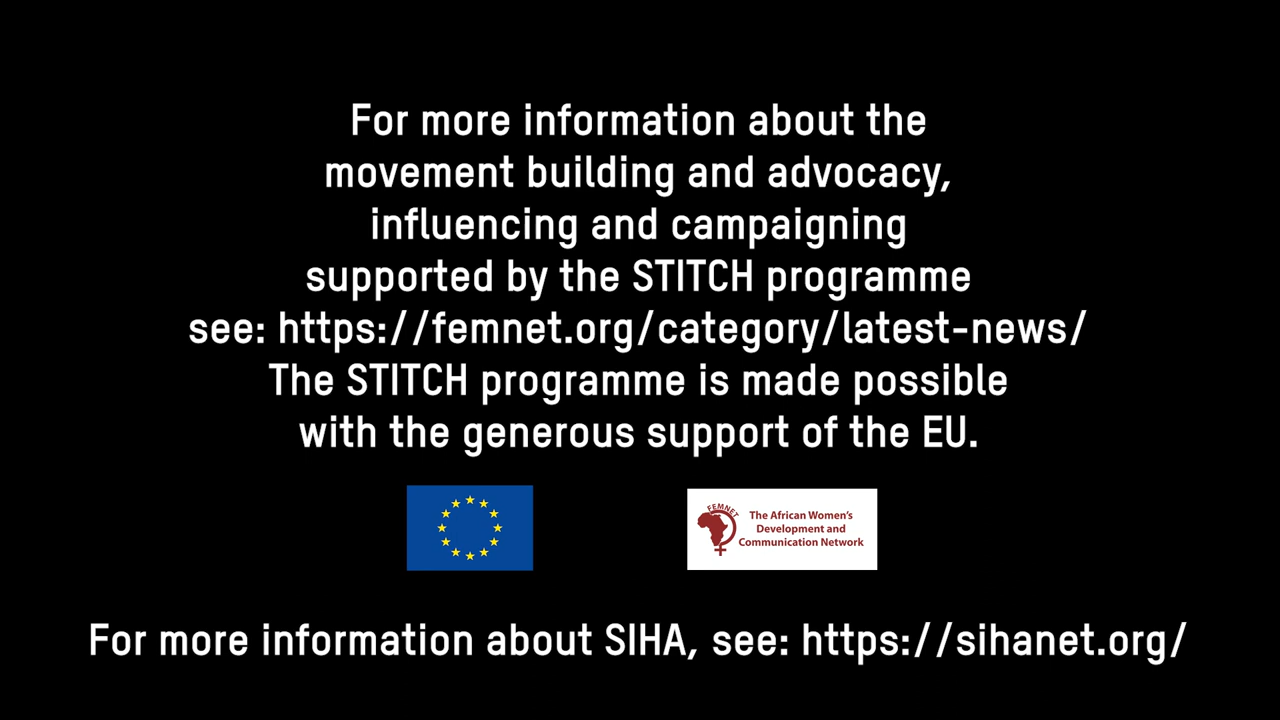 For more information about the
movement building and advocacy,
influencing and campaigning
supported by the STITCH programme
see: https://femnet.org/category/latest-news/
The STITCH programme is made possible
with the generous support of the EU.
FEMNET
The African Women's
Development and
Communication Network
For more information about SIHA, see: https://sihanet.org/